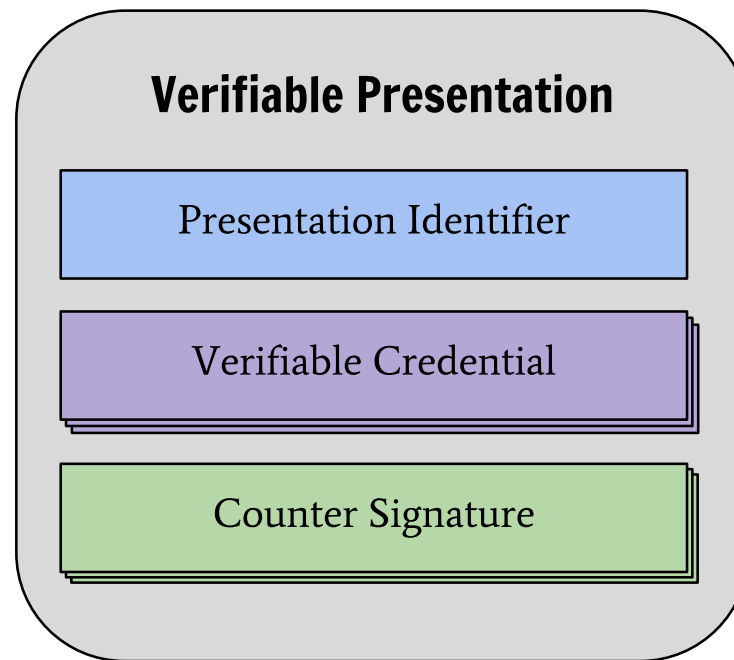 Verifiable Presentation
Presentation Identifier
Verifiable Credential
Counter Signature